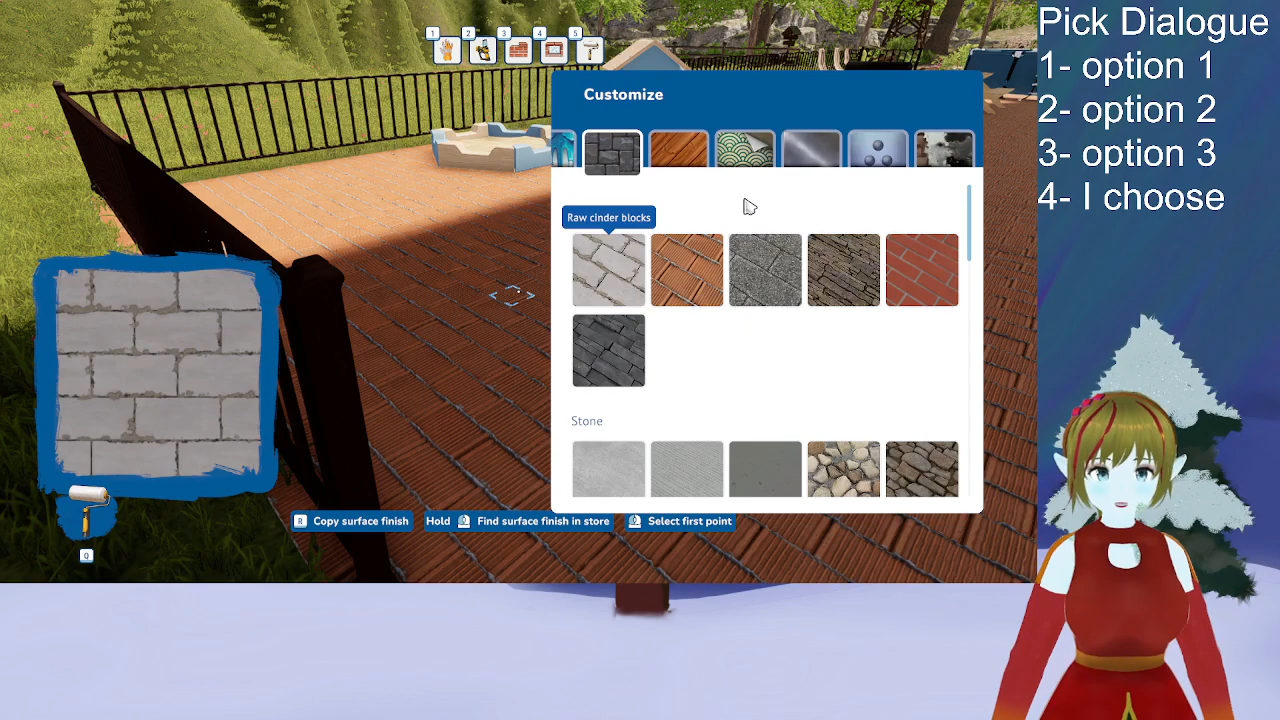 1 2 3 4 5
Customize
Raw cinder blocks
Stone
R Copy surface finish Hold Find surface finish in store Select first point
Q
Pick Dialogue
1- option 1
2- option 2
3- option 3
4- I choose